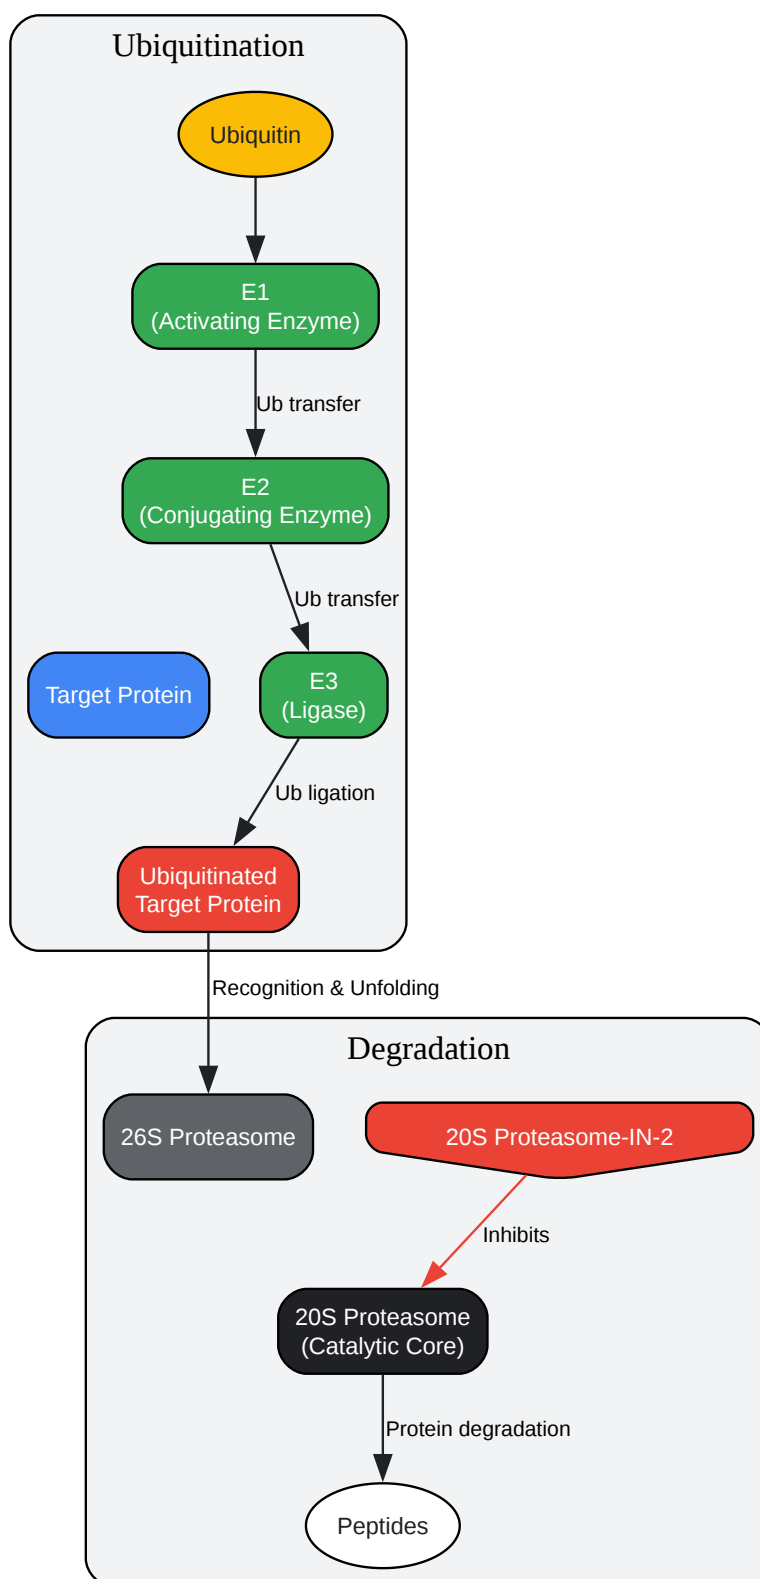 Ubiquitination
Ubiquitin
E1
(Activating Enzyme)
Ub transfer
E2
(Conjugating Enzyme)
Ub transfer
Target Protein
E3
(Ligase)
Ub ligation
Ubiquitinated
Target Protein
Recognition & Unfolding
Degradation
26S Proteasome
20S Proteasome-IN-2
Inhibits
20S Proteasome
(Catalytic Core)
Protein degradation
Peptides